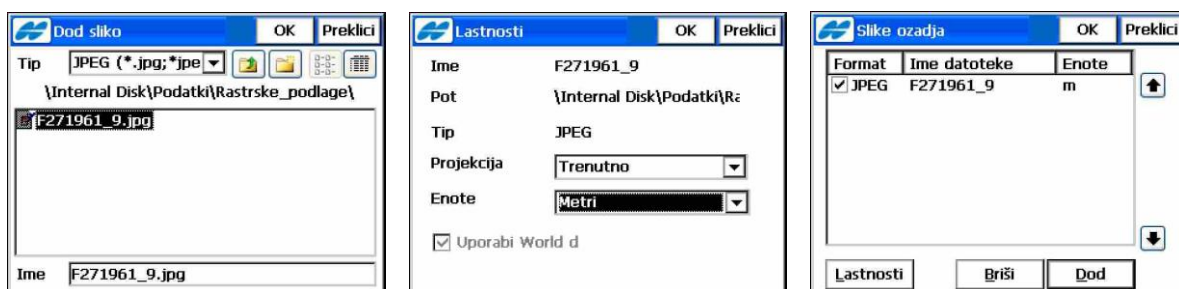 Dod sliko OK Preklici
Tip JPEG (*.jpg;*jpe
\Internal Disk\Podatki\Rastrske_podlage\
F271961_9.jpg
Ime F271961_9.jpg
Lastnosti OK Preklici
Ime F271961_9
Pot \Internal Disk\Podatki\Ra
Tip JPEG
Projekcija Trenutno
Enote Metri
Uporabi World d
Slike ozadja OK Preklici
Format Ime datoteke Enote
JPEG F271961_9 m
Lastnosti Briši Dod